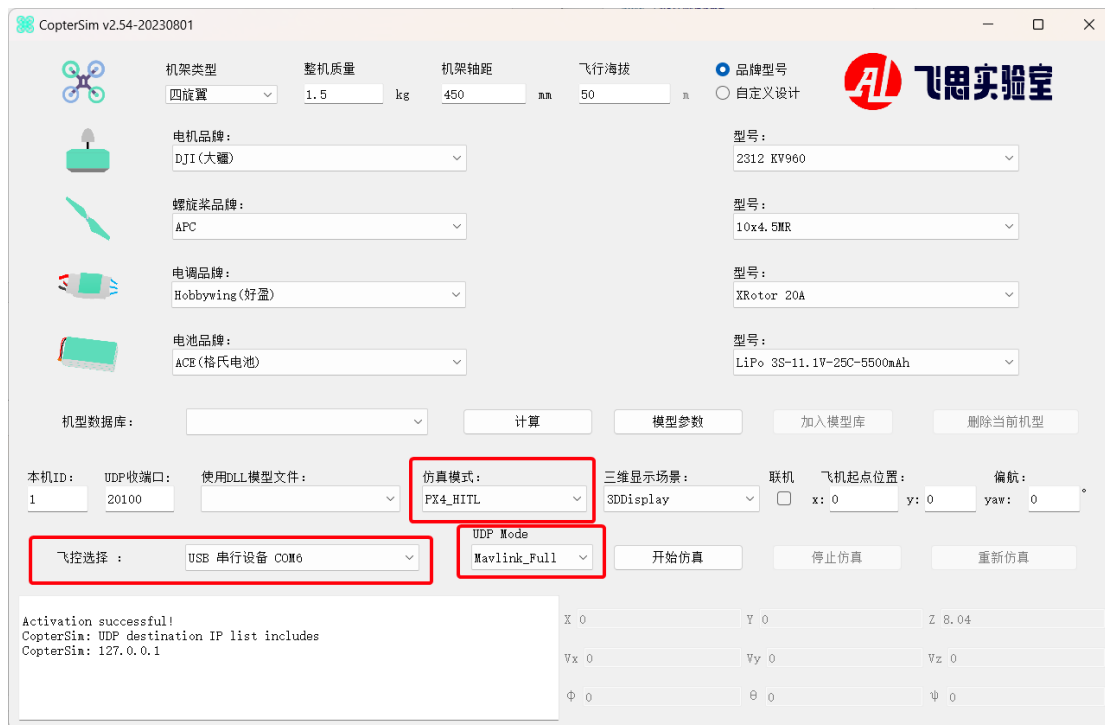 CopterSim v2.54-20230801
机架类型 整机质量 机架轴距 飞行海拔 品牌型号
四旋翼 1.5 kg 450 mm 50 m 自定义设计
飞思实验室
电机品牌: 型号:
DJI(大疆) 2312 KV960
螺旋桨品牌: 型号:
APC 10x4.5MR
电调品牌: 型号:
Hobbywing(好盈) XRotor 20A
电池品牌: 型号:
ACE(格氏电池) LiPo 3S-11.1V-25C-5500mAh
机型数据库: 计算 模型参数 加入模型库 删除当前机型
本机ID: UDP收端口: 使用DLL模型文件: 仿真模式: 三维显示场景: 联机 飞机起点位置: 偏航:
1 20100 PX4_HITL 3DDisplay x: 0 y: 0 yaw: 0 °
UDP Mode
飞控选择 : USB 串行设备 COM6 Mavlink_Full 开始仿真 停止仿真 重新仿真
Activation successful!
CopterSim: UDP destination IP list includes
CopterSim: 127.0.0.1
X 0 Y 0 Z 8.04
Vx 0 Vy 0 Vz 0
Φ 0 Θ 0 ψ 0